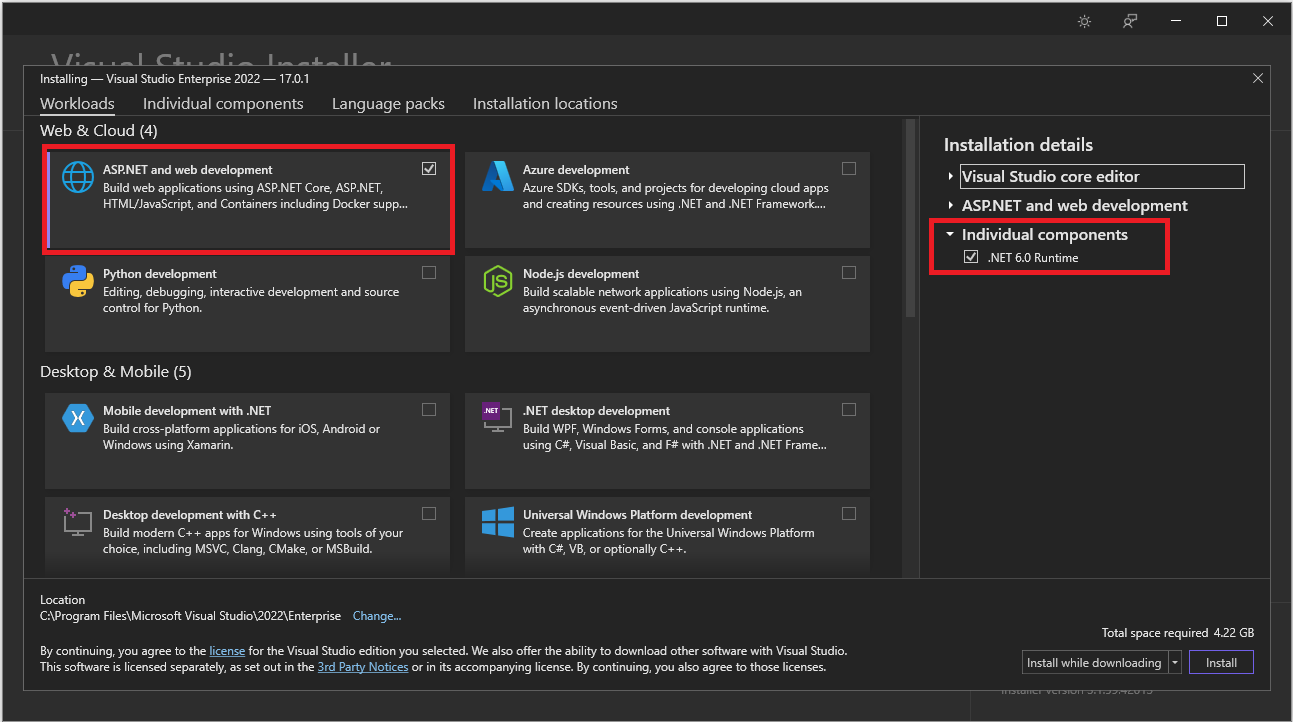 Visual Studio Installer
Installing — Visual Studio Enterprise 2022 — 17.0.1
Workloads
Individual components
Language packs
Installation locations
Web & Cloud (4)
ASP.NET and web development
Build web applications using ASP.NET Core, ASP.NET,
HTML/JavaScript, and Containers including Docker supp...
Azure development
Azure SDKs, tools, and projects for developing cloud apps
and creating resources using .NET and .NET Framework....
Python development
Editing, debugging, interactive development and source
control for Python.
JS
Node.js development
Build scalable network applications using Node.js, an
asynchronous event-driven JavaScript runtime.
Desktop & Mobile (5)
Mobile development with .NET
Build cross-platform applications for iOS, Android or
Windows using Xamarin.
.NET
.NET desktop development
Build WPF, Windows Forms, and console applications
using C#, Visual Basic, and F# with .NET and .NET Frame...
Desktop development with C++
Build modern C++ apps for Windows using tools of your
choice, including MSVC, Clang, CMake, or MSBuild.
Universal Windows Platform development
Create applications for the Universal Windows Platform
with C#, VB, or optionally C++.
Installation details
Visual Studio core editor
ASP.NET and web development
Individual components
.NET 6.0 Runtime
Location
C:\Program Files\Microsoft Visual Studio\2022\Enterprise Change...
By continuing, you agree to the license for the Visual Studio edition you selected. We also offer the ability to download other software with Visual Studio.
This software is licensed separately, as set out in the 3rd Party Notices or in its accompanying license. By continuing, you also agree to those licenses.
Total space required 4.22 GB
Install while downloading
Install